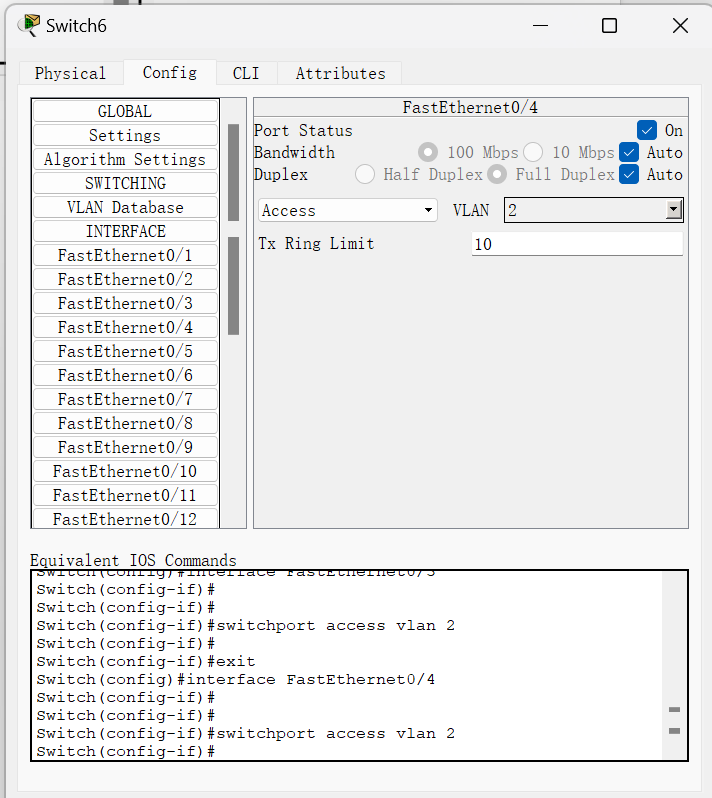 Switch6
Physical Config CLI Attributes
GLOBAL
Settings
Algorithm Settings
SWITCHING
VLAN Database
INTERFACE
FastEthernet0/1
FastEthernet0/2
FastEthernet0/3
FastEthernet0/4
FastEthernet0/5
FastEthernet0/6
FastEthernet0/7
FastEthernet0/8
FastEthernet0/9
FastEthernet0/10
FastEthernet0/11
FastEthernet0/12
FastEthernet0/4
Port Status On
Bandwidth 100 Mbps 10 Mbps Auto
Duplex Half Duplex Full Duplex Auto
Access VLAN 2
Tx Ring Limit 10
Equivalent IOS Commands
Switch(config)#interface FastEthernet0/3
Switch(config-if)#
Switch(config-if)#
Switch(config-if)#switchport access vlan 2
Switch(config-if)#
Switch(config-if)#exit
Switch(config)#interface FastEthernet0/4
Switch(config-if)#
Switch(config-if)#
Switch(config-if)#switchport access vlan 2
Switch(config-if)#